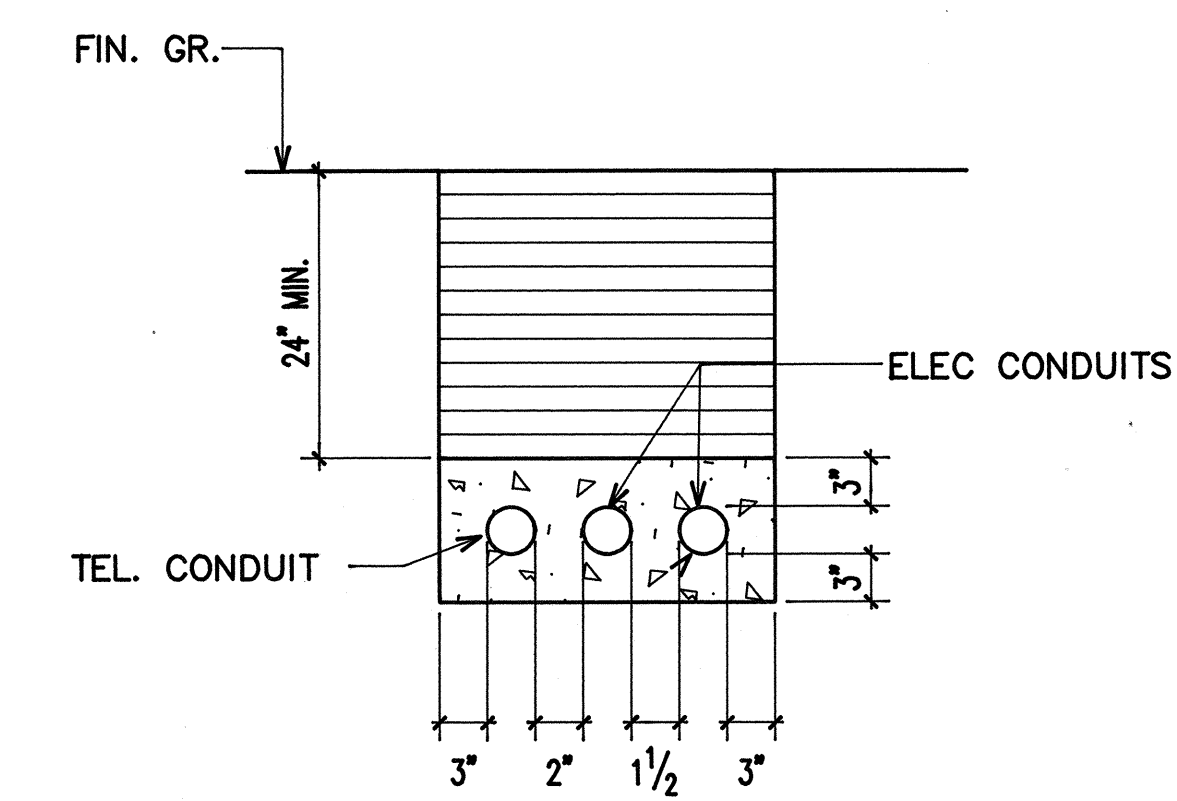 FIN. GR.
24" MIN.
ELEC CONDUITS
3"
TEL. CONDUIT
3"
3" 2" 1 1/2 3"